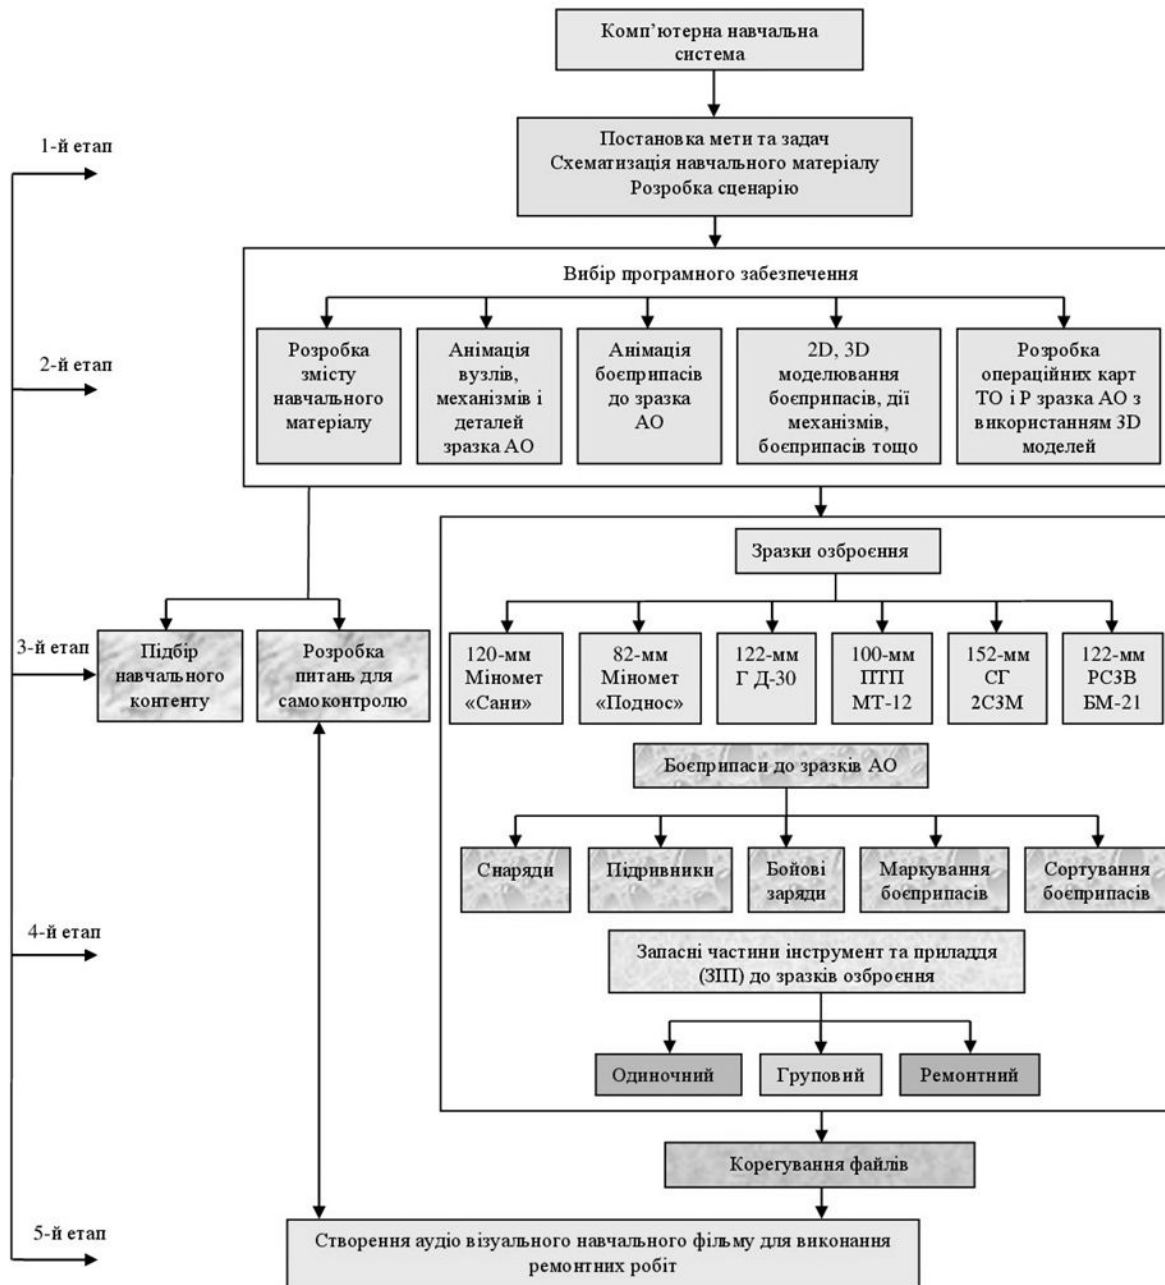 Комп’ютерна навчальна
система
1-й етап
Постановка мети та задач
Схематизація навчального матеріалу
Розробка сценарію
Вибір програмного забезпечення
2-й етап
Розробка
змісту
навчального
матеріалу
Анімація
вузлів,
механізмів і
деталей
зразка АО
Анімація
боєприпасів
до зразка
АО
2D, 3D
моделювання
боєприпасів, дії
механізмів,
боєприпасів тощо
Розробка
операційних карт
ТО і Р зразка АО з
використанням 3D
моделей
Зразки озброєння
3-й етап
Підбір
навчального
контенту
Розробка
питань для
самоконтролю
120-мм
Міномет
«Сани»
82-мм
Міномет
«Поднос»
122-мм
Г Д-30
100-мм
ПТП
МТ-12
152-мм
СГ
2С3М
122-мм
РСЗВ
БМ-21
Боєприпаси до зразків АО
Снаряди
Підривники
Бойові
заряди
Маркування
боєприпасів
Сортування
боєприпасів
4-й етап
Запасні частини інструмент та приладдя
(ЗІП) до зразків озброєння
Одиночний
Груповий
Ремонтний
Корегування файлів
5-й етап
Створення аудіо візуального навчального фільму для виконання
ремонтних робіт